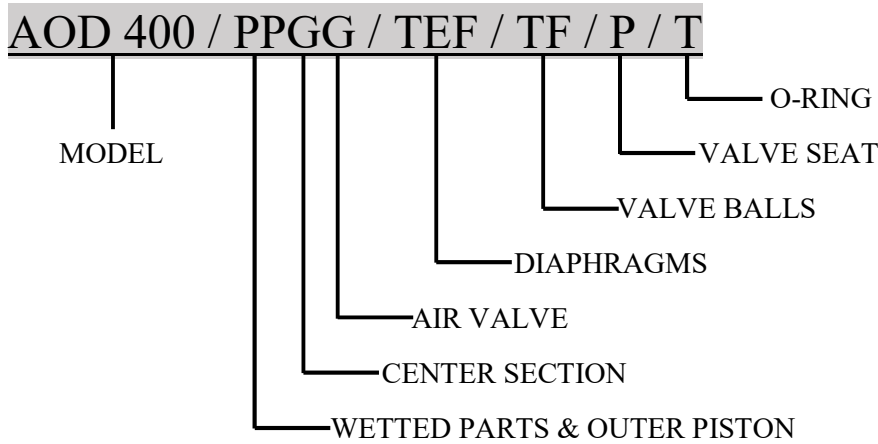 AOD 400 / PPGG / TEF / TF / P / T
O-RING
MODEL
VALVE SEAT
VALVE BALLS
DIAPHRAGMS
AIR VALVE
CENTER SECTION
WETTED PARTS & OUTER PISTON